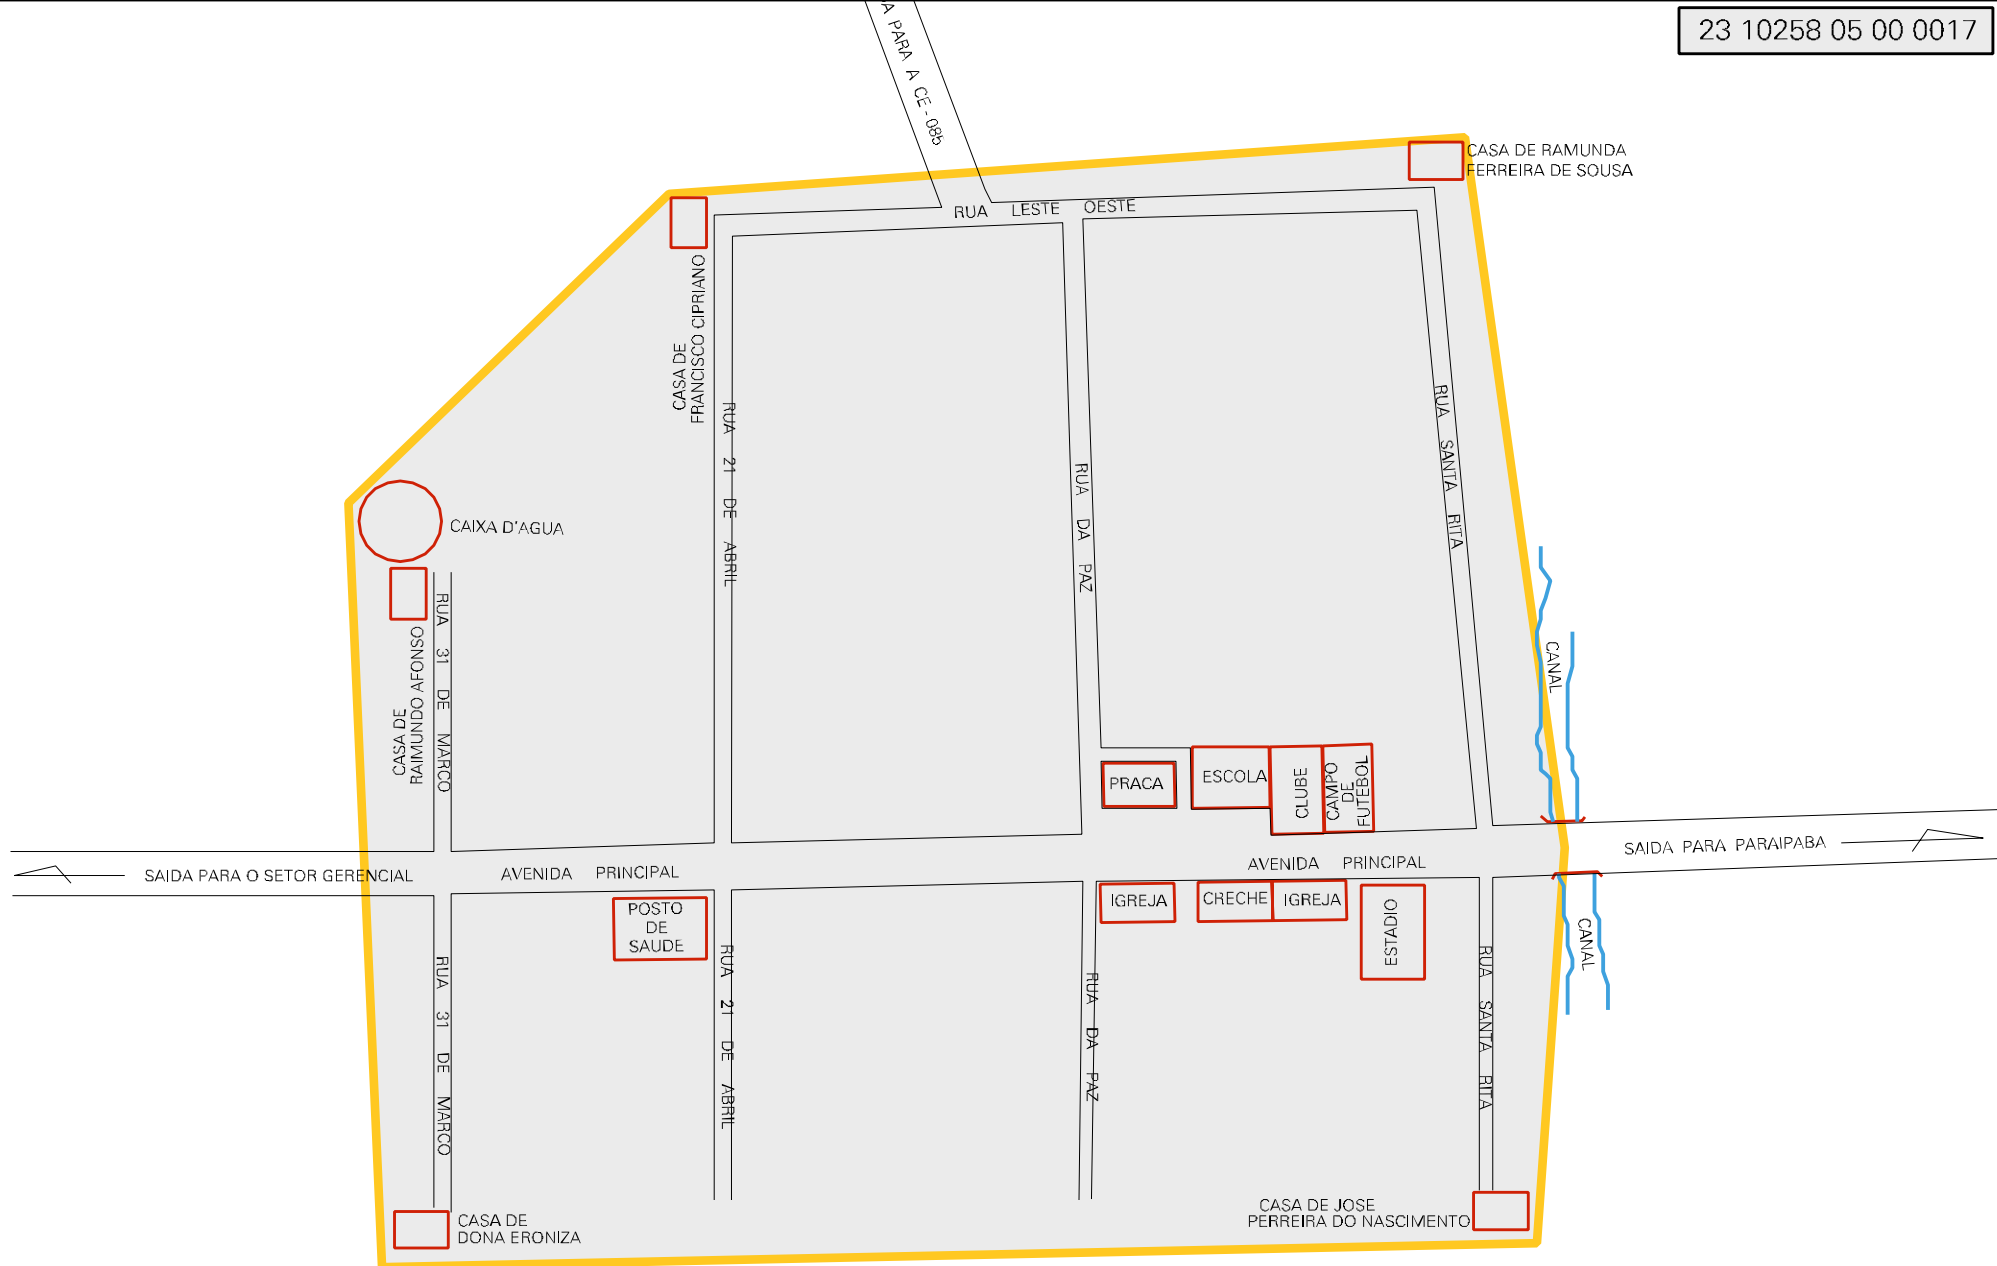 23 10258 05 00 0017
PARA A CE - 085
CASA DE RAMUNDA
FERREIRA DE SOUSA
RUA LESTE OESTE
CASA DE
FRANCISCO CIPRIANO
RUA 21 DE ABRIL
RUA DA PAZ
RUA SANTA RITA
CAIXA D'AGUA
CASA DE
RAIMUNDO AFONSO
RUA 31 DE MARCO
CANAL
PRACA
ESCOLA
CLUBE
CAMPO
DE
FUTEBOL
SAIDA PARA O SETOR GERENCIAL
AVENIDA PRINCIPAL
AVENIDA PRINCIPAL
SAIDA PARA PARAIPABA
POSTO
DE
SAUDE
IGREJA
CRECHE
IGREJA
ESTADIO
CANAL
RUA 31 DE MARCO
RUA 21 DE ABRIL
RUA DA PAZ
RUA SANTA RITA
CASA DE
DONA ERONIZA
CASA DE JOSE
PERREIRA DO NASCIMENTO